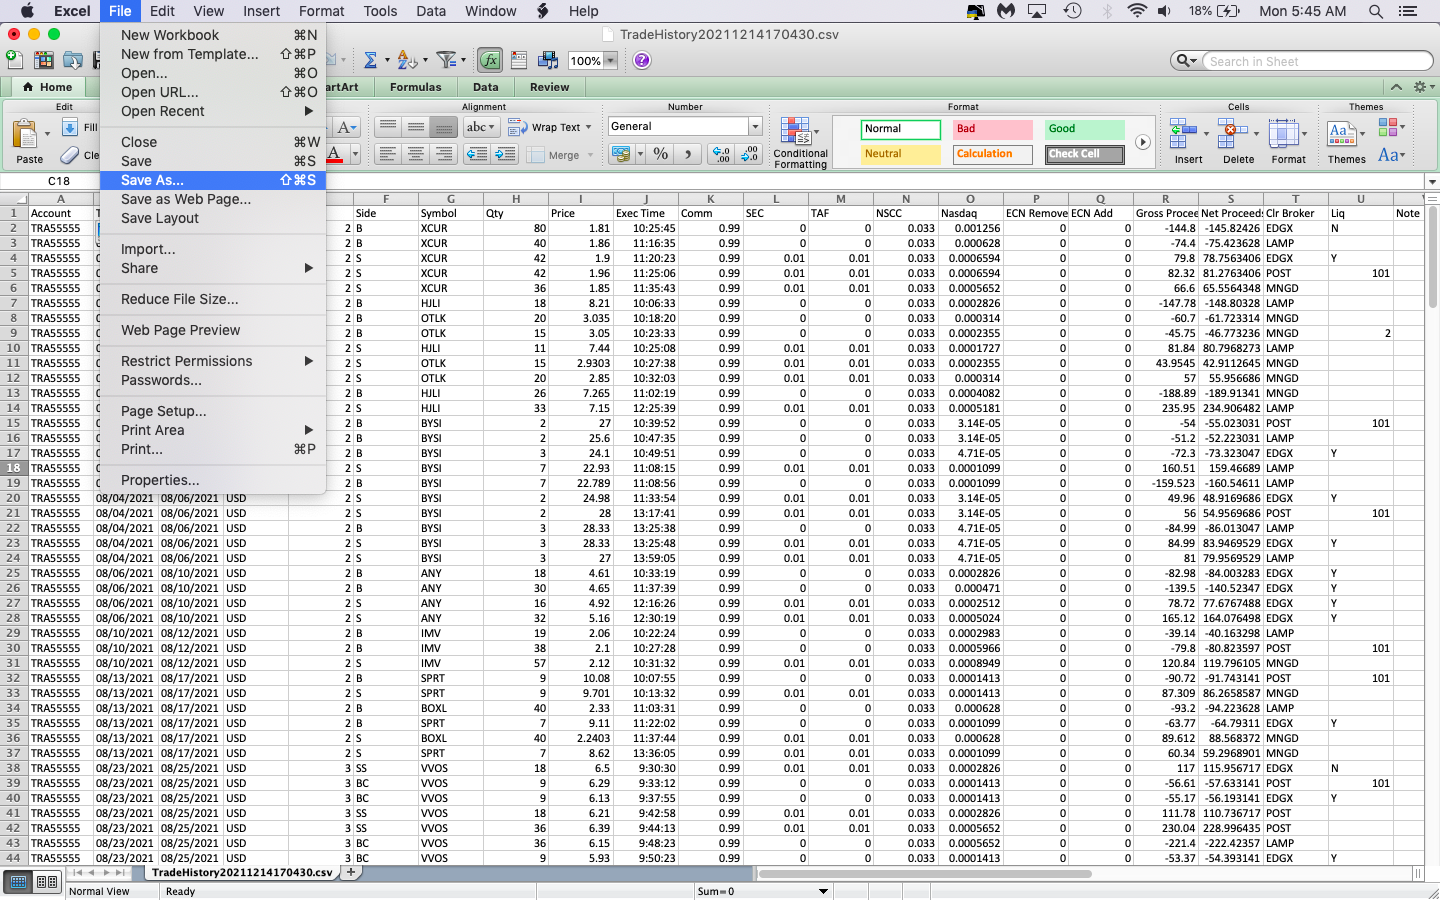 Excel File Edit View Insert Format Tools Data Window Help 18% Mon 5:45 AM
TradeHistory20211214170430.csv
New Workbook ⌘N
New from Template... ⇧⌘P
Open... ⌘O
Open URL... ⇧⌘O
Open Recent
Close ⌘W
Save ⌘S
Save As... ⇧⌘S
Save as Web Page...
Save Layout
Import...
Share
Reduce File Size...
Web Page Preview
Restrict Permissions
Passwords...
Page Setup...
Print Area
Print... ⌘P
Properties...
100% Search in Sheet
Home artArt Formulas Data Review
Edit Alignment Number Format Cells Themes
Paste Fill Cle abc Wrap Text Merge General % Conditional Formatting Normal Bad Good Neutral Calculation Check Cell Insert Delete Format Themes Aa
C18
A F G H I J K L M N O P Q R S T U
1 Account Side Symbol Qty Price Exec Time Comm SEC TAF NSCC Nasdaq ECN Remove ECN Add Gross Procee Net Proceeds Clr Broker Liq Note
2 TRA55555 2 B XCUR 80 1.81 10:25:45 0.99 0 0 0.033 0.001256 0 0 -144.8 -145.82426 EDGX N
3 TRA55555 2 B XCUR 40 1.86 11:16:35 0.99 0 0 0.033 0.000628 0 0 -74.4 -75.423628 LAMP
4 TRA55555 2 S XCUR 42 1.9 11:20:23 0.99 0.01 0.01 0.033 0.0006594 0 0 79.8 78.7563406 EDGX Y
5 TRA55555 2 S XCUR 42 1.96 11:25:06 0.99 0.01 0.01 0.033 0.0006594 0 0 82.32 81.2763406 POST 101
6 TRA55555 2 S XCUR 36 1.85 11:35:43 0.99 0.01 0.01 0.033 0.0005652 0 0 66.6 65.5564348 MNGD
7 TRA55555 2 B HJLI 18 8.21 10:06:33 0.99 0 0 0.033 0.0002826 0 0 -147.78 -148.80328 LAMP
8 TRA55555 2 B OTLK 20 3.035 10:18:20 0.99 0 0 0.033 0.000314 0 0 -60.7 -61.723314 MNGD
9 TRA55555 2 B OTLK 15 3.05 10:23:33 0.99 0 0 0.033 0.0002355 0 0 -45.75 -46.773236 MNGD 2
10 TRA55555 2 S HJLI 11 7.44 10:25:08 0.99 0.01 0.01 0.033 0.0001727 0 0 81.84 80.7968273 LAMP
11 TRA55555 2 S OTLK 15 2.9303 10:27:38 0.99 0.01 0.01 0.033 0.0002355 0 0 43.9545 42.9112645 MNGD
12 TRA55555 2 S OTLK 20 2.85 10:32:03 0.99 0.01 0.01 0.033 0.000314 0 0 57 55.956686 MNGD
13 TRA55555 2 B HJLI 26 7.265 11:02:19 0.99 0 0 0.033 0.0004082 0 0 -188.89 -189.91341 MNGD
14 TRA55555 2 S HJLI 33 7.15 12:25:39 0.99 0.01 0.01 0.033 0.0005181 0 0 235.95 234.906482 LAMP
15 TRA55555 2 B BYSI 2 27 10:39:52 0.99 0 0 0.033 3.14E-05 0 0 -54 -55.023031 POST 101
16 TRA55555 2 B BYSI 2 25.6 10:47:35 0.99 0 0 0.033 3.14E-05 0 0 -51.2 -52.223031 LAMP
17 TRA55555 2 B BYSI 3 24.1 10:49:51 0.99 0 0 0.033 4.71E-05 0 0 -72.3 -73.323047 EDGX Y
18 TRA55555 2 S BYSI 7 22.93 11:08:15 0.99 0.01 0.01 0.033 0.0001099 0 0 160.51 159.46689 LAMP
19 TRA55555 2 B BYSI 7 22.789 11:08:56 0.99 0 0 0.033 0.0001099 0 0 -159.523 -160.54611 LAMP
20 TRA55555 08/04/2021 08/06/2021 USD 2 S BYSI 2 24.98 11:33:54 0.99 0.01 0.01 0.033 3.14E-05 0 0 49.96 48.9169686 EDGX Y
21 TRA55555 08/04/2021 08/06/2021 USD 2 S BYSI 2 28 13:17:41 0.99 0.01 0.01 0.033 3.14E-05 0 0 56 54.9569686 POST 101
22 TRA55555 08/04/2021 08/06/2021 USD 2 B BYSI 3 28.33 13:25:38 0.99 0 0 0.033 4.71E-05 0 0 -84.99 -86.013047 LAMP
23 TRA55555 08/04/2021 08/06/2021 USD 2 S BYSI 3 28.33 13:25:48 0.99 0.01 0.01 0.033 4.71E-05 0 0 84.99 83.9469529 EDGX Y
24 TRA55555 08/04/2021 08/06/2021 USD 2 S BYSI 3 27 13:59:05 0.99 0.01 0.01 0.033 4.71E-05 0 0 81 79.9569529 LAMP
25 TRA55555 08/06/2021 08/10/2021 USD 2 B ANY 18 4.61 10:33:19 0.99 0 0 0.033 0.0002826 0 0 -82.98 -84.003283 EDGX Y
26 TRA55555 08/06/2021 08/10/2021 USD 2 B ANY 30 4.65 11:37:39 0.99 0 0 0.033 0.000471 0 0 -139.5 -140.52347 EDGX Y
27 TRA55555 08/06/2021 08/10/2021 USD 2 S ANY 16 4.92 12:16:26 0.99 0.01 0.01 0.033 0.0002512 0 0 78.72 77.6767488 EDGX Y
28 TRA55555 08/06/2021 08/10/2021 USD 2 S ANY 32 5.16 12:30:19 0.99 0.01 0.01 0.033 0.0005024 0 0 165.12 164.076498 EDGX Y
29 TRA55555 08/10/2021 08/12/2021 USD 2 B IMV 19 2.06 10:22:24 0.99 0 0 0.033 0.0002983 0 0 -39.14 -40.163298 LAMP
30 TRA55555 08/10/2021 08/12/2021 USD 2 B IMV 38 2.1 10:27:28 0.99 0 0 0.033 0.0005966 0 0 -79.8 -80.823597 POST 101
31 TRA55555 08/10/2021 08/12/2021 USD 2 S IMV 57 2.12 10:31:32 0.99 0.01 0.01 0.033 0.0008949 0 0 120.84 119.796105 MNGD
32 TRA55555 08/13/2021 08/17/2021 USD 2 B SPRT 9 10.08 10:07:55 0.99 0 0 0.033 0.0001413 0 0 -90.72 -91.743141 POST 101
33 TRA55555 08/13/2021 08/17/2021 USD 2 S SPRT 9 9.701 10:13:32 0.99 0.01 0.01 0.033 0.0001413 0 0 87.309 86.2658587 MNGD
34 TRA55555 08/13/2021 08/17/2021 USD 2 B BOXL 40 2.33 11:03:31 0.99 0 0 0.033 0.000628 0 0 -93.2 -94.223628 LAMP
35 TRA55555 08/13/2021 08/17/2021 USD 2 B SPRT 7 9.11 11:22:02 0.99 0 0 0.033 0.0001099 0 0 -63.77 -64.79311 EDGX Y
36 TRA55555 08/13/2021 08/17/2021 USD 2 S BOXL 40 2.2403 11:37:44 0.99 0.01 0.01 0.033 0.000628 0 0 89.612 88.568372 MNGD
37 TRA55555 08/13/2021 08/17/2021 USD 2 S SPRT 7 8.62 13:36:05 0.99 0.01 0.01 0.033 0.0001099 0 0 60.34 59.2968901 MNGD
38 TRA55555 08/23/2021 08/25/2021 USD 3 SS VVOS 18 6.5 9:30:30 0.99 0.01 0.01 0.033 0.0002826 0 0 117 115.956717 EDGX N
39 TRA55555 08/23/2021 08/25/2021 USD 3 BC VVOS 9 6.29 9:33:12 0.99 0 0 0.033 0.0001413 0 0 -56.61 -57.633141 POST 101
40 TRA55555 08/23/2021 08/25/2021 USD 3 BC VVOS 9 6.13 9:37:55 0.99 0 0 0.033 0.0001413 0 0 -55.17 -56.193141 EDGX Y
41 TRA55555 08/23/2021 08/25/2021 USD 3 SS VVOS 18 6.21 9:42:58 0.99 0.01 0.01 0.033 0.0002826 0 0 111.78 110.736717 POST
42 TRA55555 08/23/2021 08/25/2021 USD 3 SS VVOS 36 6.39 9:44:13 0.99 0.01 0.01 0.033 0.0005652 0 0 230.04 228.996435 POST
43 TRA55555 08/23/2021 08/25/2021 USD 3 BC VVOS 36 6.15 9:48:23 0.99 0 0 0.033 0.0005652 0 0 -221.4 -222.42357 LAMP
44 TRA55555 08/23/2021 08/25/2021 USD 3 BC VVOS 9 5.93 9:50:23 0.99 0 0 0.033 0.0001413 0 0 -53.37 -54.393141 EDGX Y
TradeHistory20211214170430.csv
Normal View Ready Sum=0